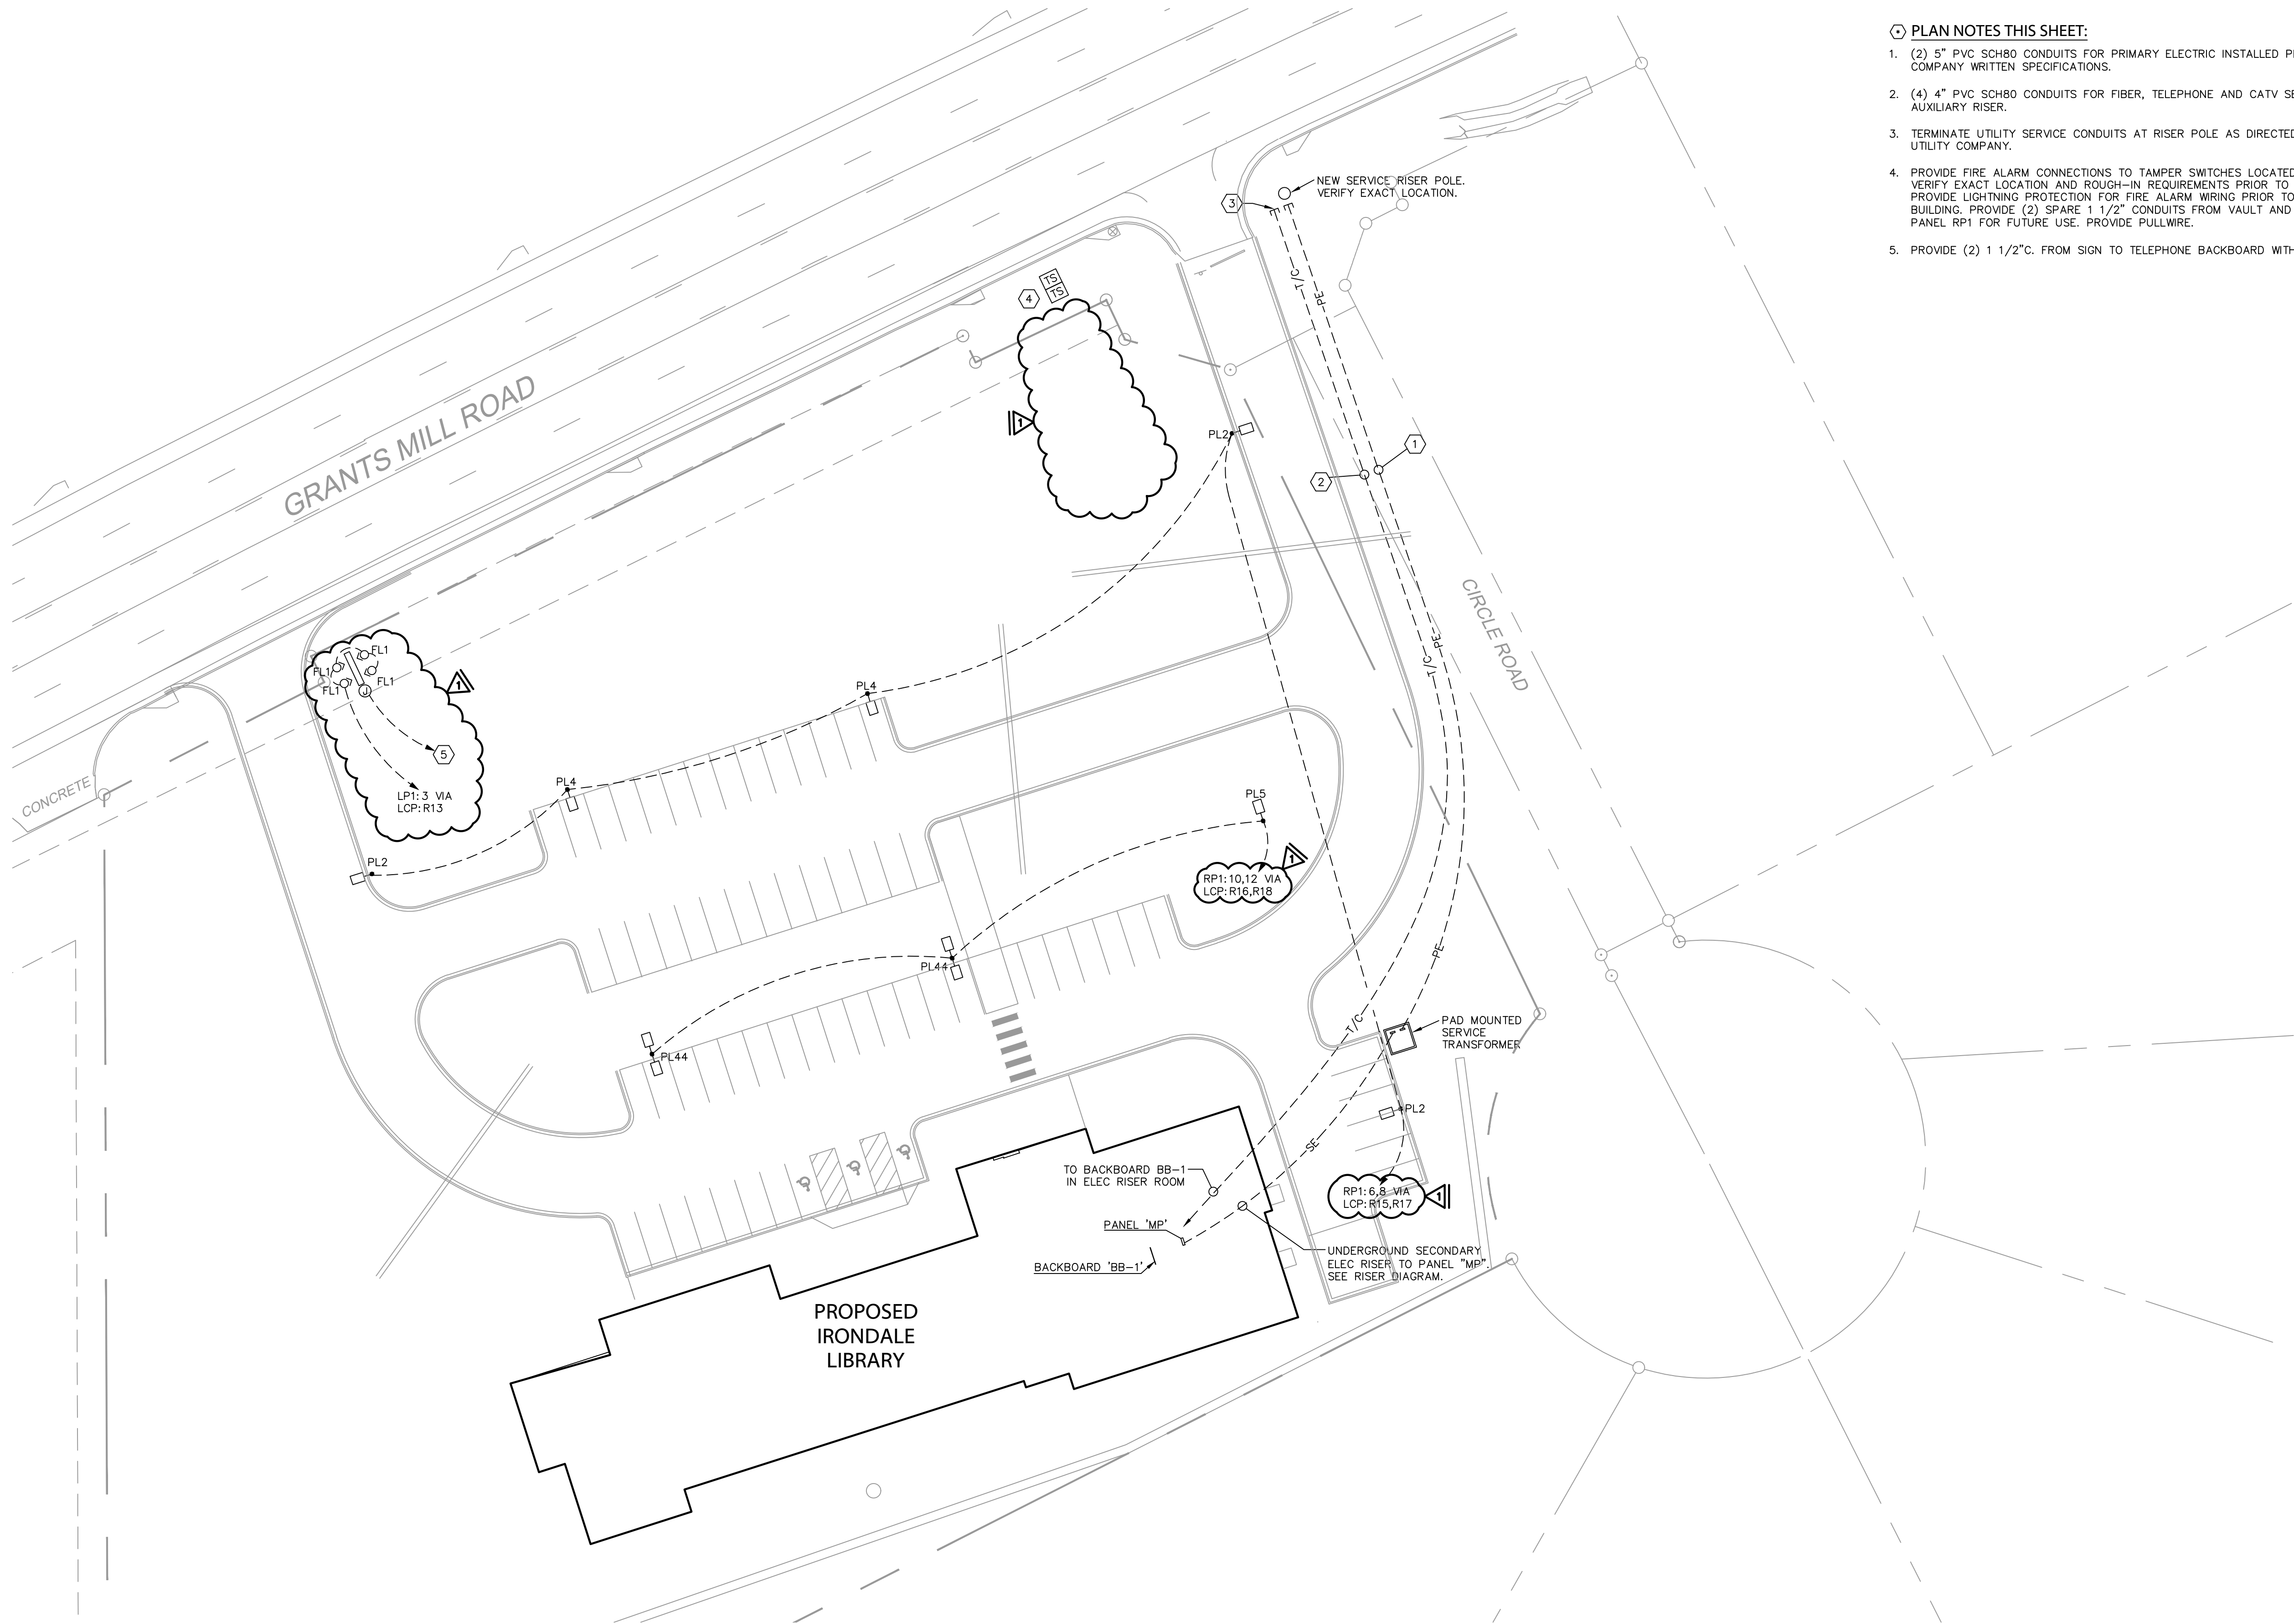 PLAN NOTES THIS SHEET:
1. (2) 5" PVC SCH80 CONDUITS FOR PRIMARY ELECTRIC INSTALLED
COMPANY WRITTEN SPECIFICATIONS.
2. (4) 4" PVC SCH80 CONDUITS FOR FIBER, TELEPHONE AND CATV
AUXILIARY RISER.
3. TERMINATE UTILITY SERVICE CONDUITS AT RISER POLE AS DIRECTED
UTILITY COMPANY.
4. PROVIDE FIRE ALARM CONNECTIONS TO TAMPER SWITCHES LOCATED
VERIFY EXACT LOCATION AND ROUGH-IN REQUIREMENTS PRIOR TO
PROVIDE LIGHTNING PROTECTION FOR FIRE ALARM WIRING PRIOR TO
BUILDING. PROVIDE (2) SPARE 1 1/2" CONDUITS FROM VAULT AND
PANEL RP1 FOR FUTURE USE. PROVIDE PULLWIRE.
5. PROVIDE (2) 1 1/2"C. FROM SIGN TO TELEPHONE BACKBOARD WITH
NEW SERVICE RISER POLE.
VERIFY EXACT LOCATION.
3
T/C
PE
4
TS
TS
GRANTS MILL ROAD
1
PL2
1
2
CIRCLE ROAD
PE
T/C
FL1
FL1
FL1
FL1
J
1
5
LP1:3 VIA
LCP:R13
CONCRETE
PL4
PL4
PL2
PL5
1
RP1:10,12 VIA
LCP:R16,R18
PL44
PL44
PE
T/C
PAD MOUNTED
SERVICE
TRANSFORMER
PL2
SE
TO BACKBOARD BB-1
IN ELEC RISER ROOM
RP1:6,8 VIA
LCP:R15,R17
1
PANEL 'MP'
BACKBOARD 'BB-1'
UNDERGROUND SECONDARY
ELEC RISER TO PANEL "MP".
SEE RISER DIAGRAM.
PROPOSED
IRONDALE
LIBRARY